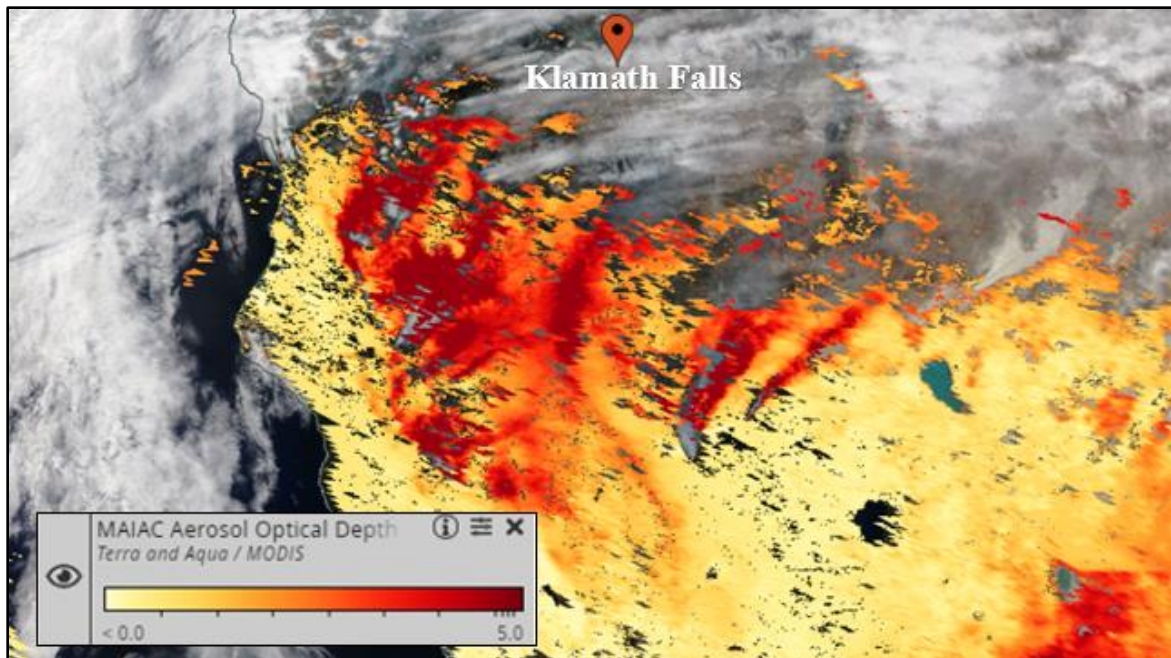 Klamath Falls
MAIAC Aerosol Optical Depth
Terra and Aqua / MODIS
< 0.0
5.0